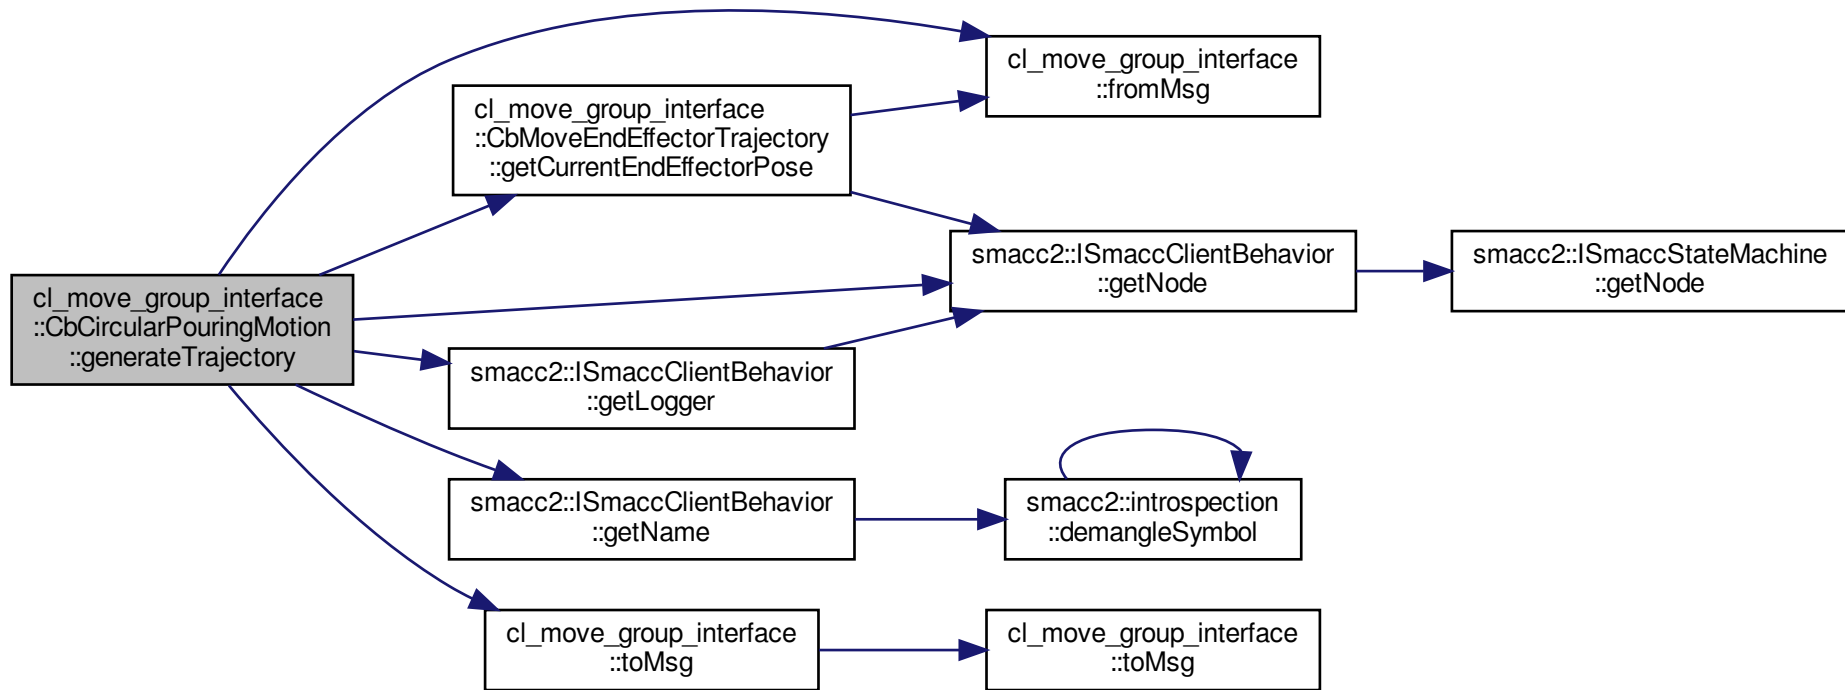 cl_move_group_interface
::fromMsg
cl_move_group_interface
::CbMoveEndEffectorTrajectory
::getCurrentEndEffectorPose
smacc2::ISmaccClientBehavior
::getNode
smacc2::ISmaccStateMachine
::getNode
cl_move_group_interface
::CbCircularPouringMotion
::generateTrajectory
smacc2::ISmaccClientBehavior
::getLogger
smacc2::ISmaccClientBehavior
::getName
smacc2::introspection
::demangleSymbol
cl_move_group_interface
::toMsg
cl_move_group_interface
::toMsg